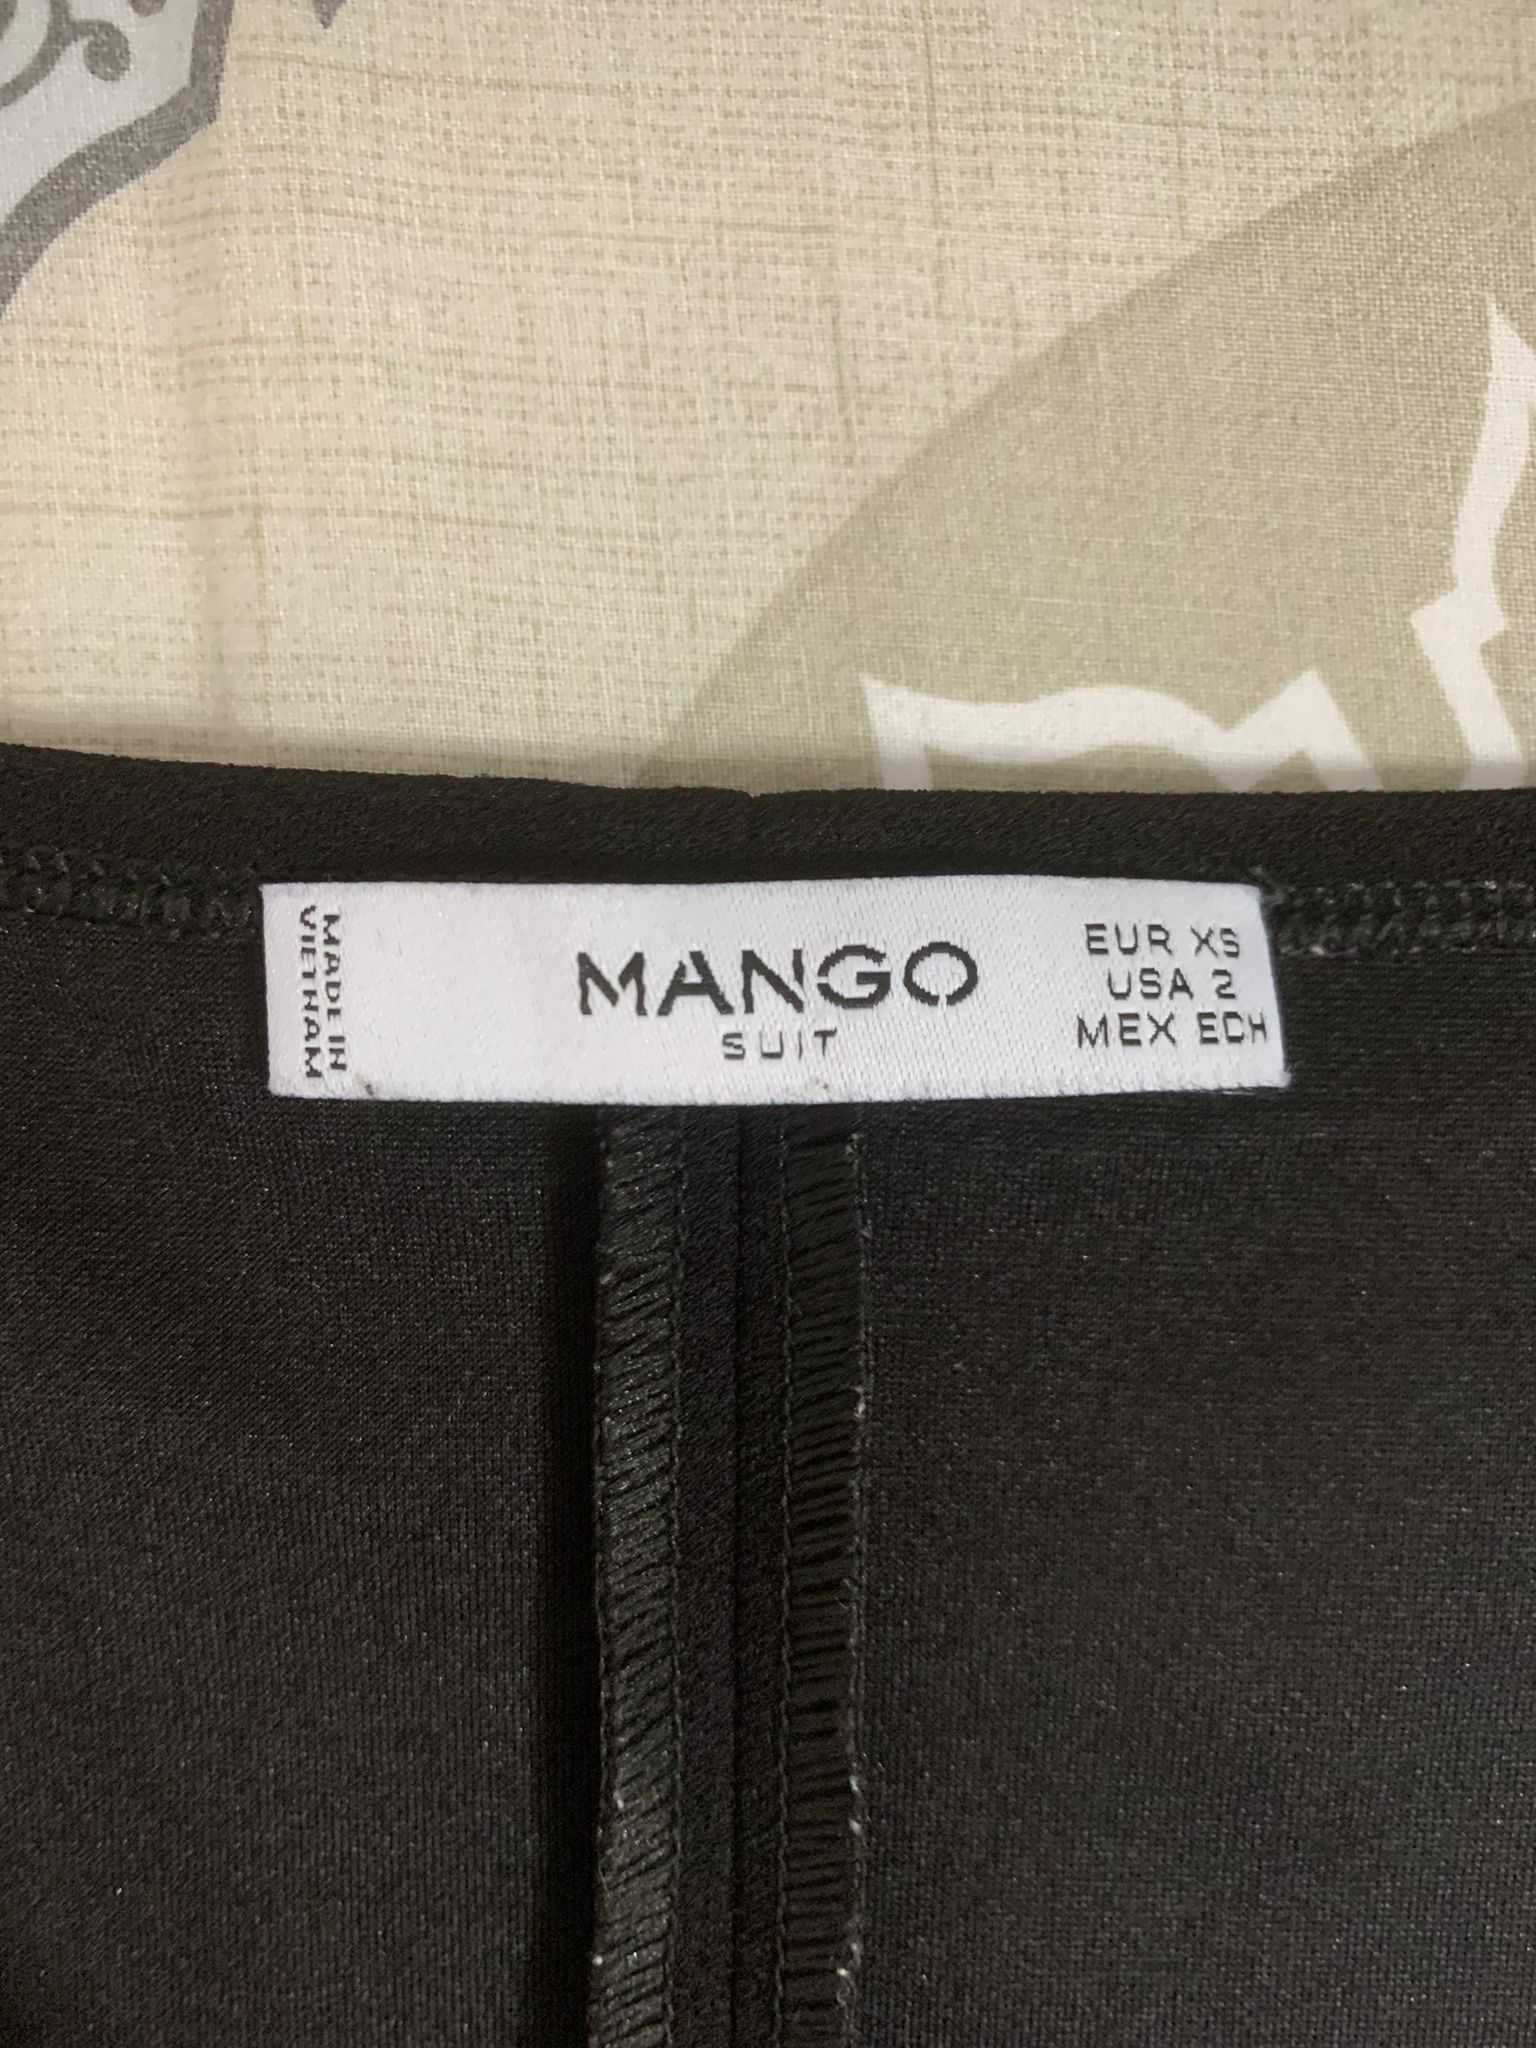 MADE IN
VIETNAM
MANGO
SUIT
EUR XS
USA 2
MEX ECH